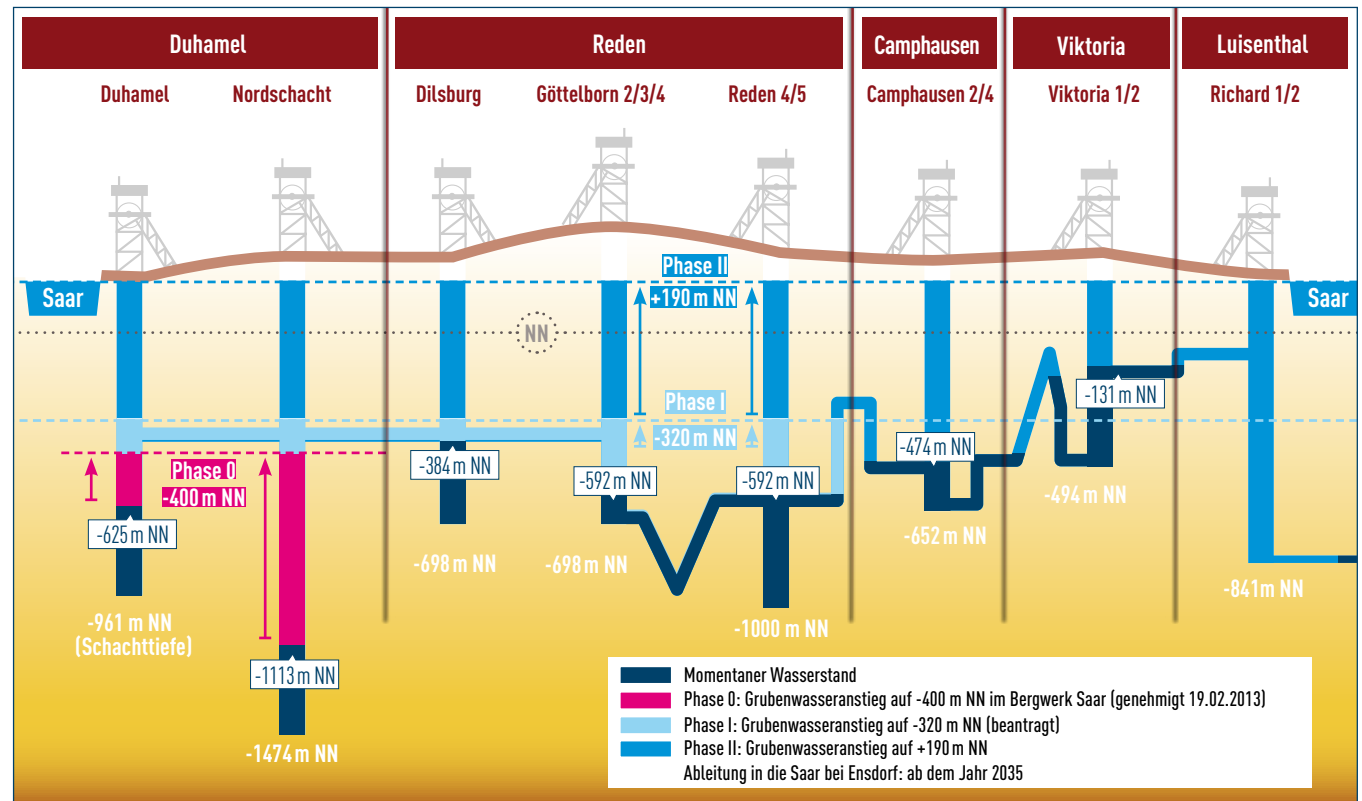 Duhamel
Reden
Camphausen
Viktoria
Luisenthal
Duhamel
Nordschacht
Dilsburg
Göttelborn 2/3/4
Reden 4/5
Camphausen 2/4
Viktoria 1/2
Richard 1/2
Phase II
+190 m NN
Saar
Saar
NN
Phase I
-320 m NN
-131 m NN
Phase 0
-400 m NN
-384 m NN
-474 m NN
-592 m NN
-592 m NN
-494 m NN
-625 m NN
-652 m NN
-698 m NN
-698 m NN
-841m NN
-961 m NN
(Schachttiefe)
-1000 m NN
-1113 m NN
-1474 m NN
Momentaner Wasserstand
Phase 0: Grubenwasseranstieg auf -400 m NN im Bergwerk Saar (genehmigt 19.02.2013)
Phase I: Grubenwasseranstieg auf -320 m NN (beantragt)
Phase II: Grubenwasseranstieg auf +190 m NN
Ableitung in die Saar bei Ensdorf: ab dem Jahr 2035